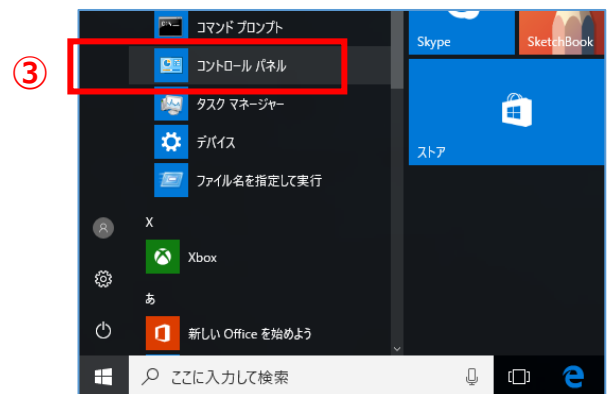 コマンド プロンプト
③
コントロール パネル
タスク マネージャー
デバイス
ファイル名を指定して実行
X
Xbox
あ
新しい Office を始めよう
ここに入力して検索
Skype
SketchBook
ストア